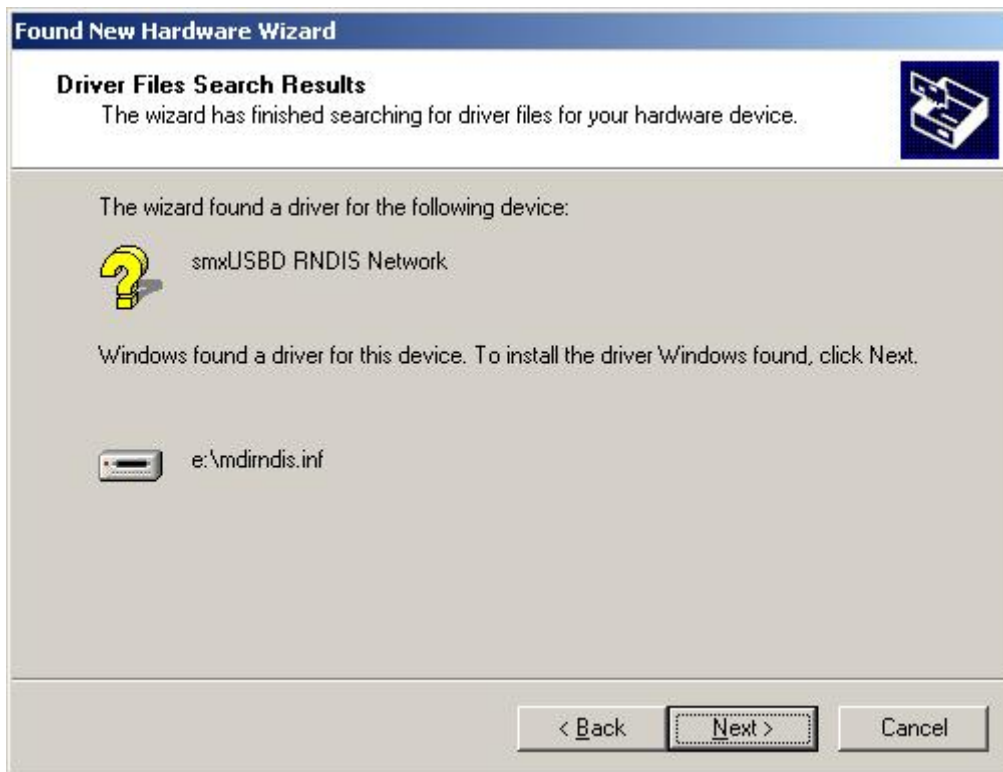 Found New Hardware Wizard
Driver Files Search Results
The wizard has finished searching for driver files for your hardware device.
The wizard found a driver for the following device:
smxUSBD RNDIS Network
Windows found a driver for this device. To install the driver Windows found, click Next.
e:\mdirndis.inf
< Back Next > Cancel